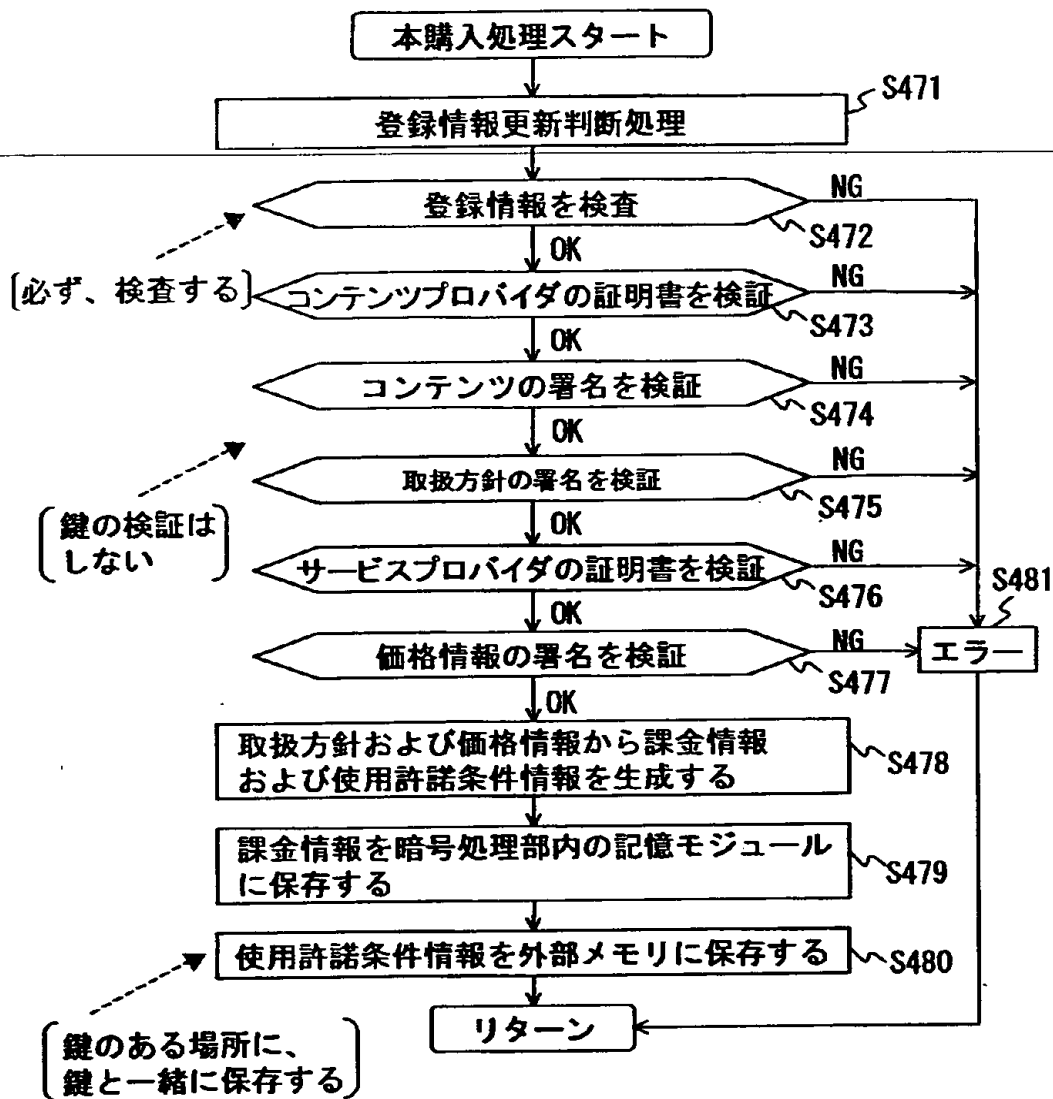 本購入処理スタート
S471
登録情報更新判断処理
登録情報を検査
NG
S472
OK
必ず、検査する
コンテンツプロバイダの証明書を検証
NG
S473
OK
コンテンツの署名を検証
NG
S474
OK
取扱方針の署名を検証
NG
S475
鍵の検証は
しない
OK
サービスプロバイダの証明書を検証
NG
S476
OK
S481
エラー
価格情報の署名を検証
NG
S477
OK
取扱方針および価格情報から課金情報
および使用許諾条件情報を生成する
S478
課金情報を暗号処理部内の記憶モジュール
に保存する
S479
使用許諾条件情報を外部メモリに保存する
S480
リターン
鍵のある場所に、
鍵と一緒に保存する